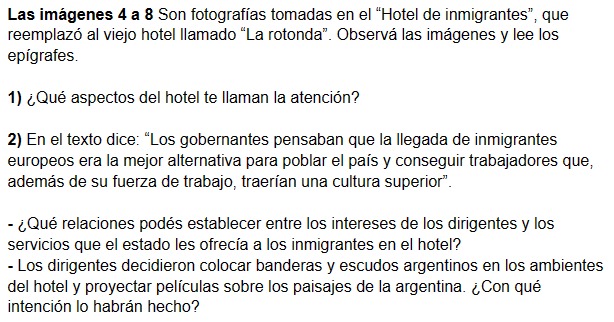 Las imágenes 4 a 8 Son fotografías tomadas en el “Hotel de inmigrantes”, que
reemplazó al viejo hotel llamado “La rotonda”. Observá las imágenes y lee los
epígrafes.
1) ¿Qué aspectos del hotel te llaman la atención?
2) En el texto dice: “Los gobernantes pensaban que la llegada de inmigrantes
europeos era la mejor alternativa para poblar el país y conseguir trabajadores que,
además de su fuerza de trabajo, traerían una cultura superior”.
- ¿Qué relaciones podés establecer entre los intereses de los dirigentes y los
servicios que el estado les ofrecía a los inmigrantes en el hotel?
- Los dirigentes decidieron colocar banderas y escudos argentinos en los ambientes
del hotel y proyectar películas sobre los paisajes de la argentina. ¿Con qué
intención lo habrán hecho?